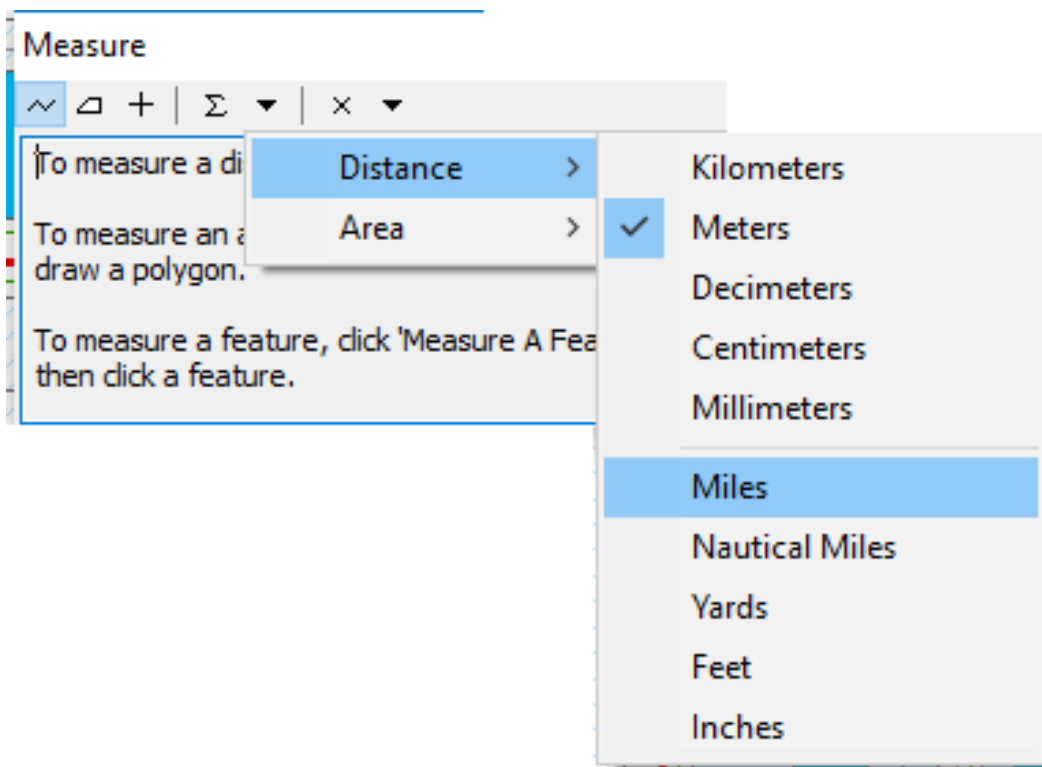 Measure
To measure a di
To measure an a
draw a polygon.
To measure a feature, click 'Measure A Fea
then click a feature.
Distance
Area
Kilometers
Meters
Decimeters
Centimeters
Millimeters
Miles
Nautical Miles
Yards
Feet
Inches